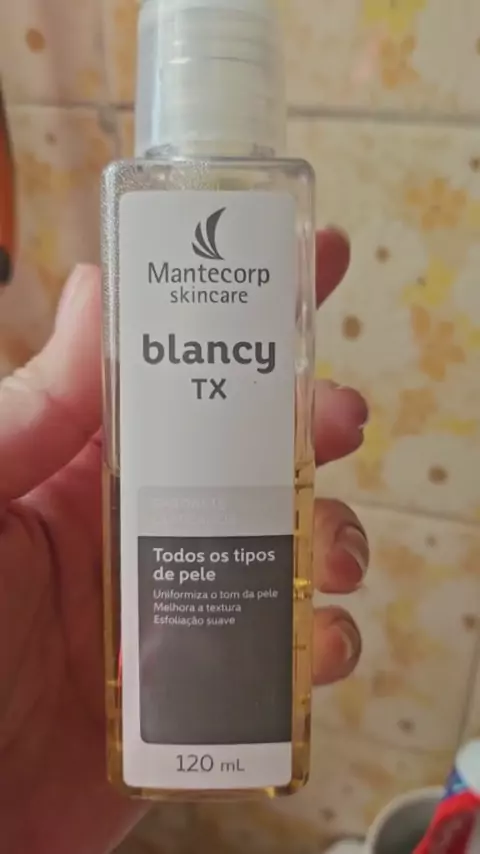 Mantecorp
skincare
blancy
TX
Todos os tipos
de pele
Uniformiza o tom da pele
Melhora a textura
Esfoliação suave
120 mL